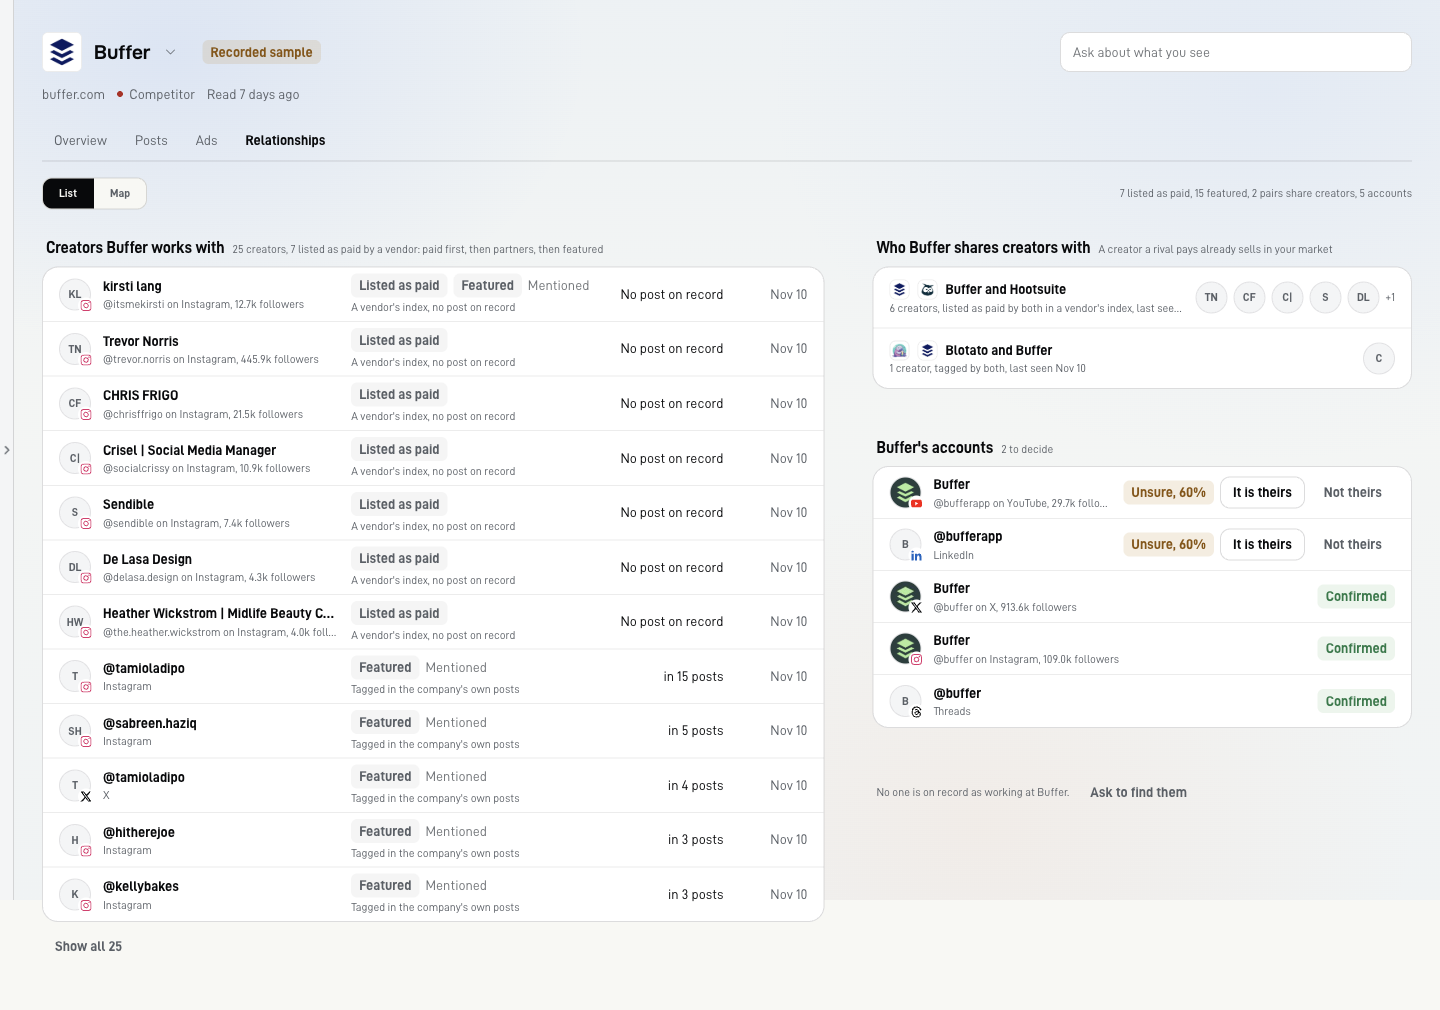 Buffer
Recorded sample
Ask about what you see
buffer.com Competitor Read 7 days ago
Overview Posts Ads Relationships
List Map
7 listed as paid, 15 featured, 2 pairs share creators, 5 accounts
Creators Buffer works with 25 creators, 7 listed as paid by a vendor: paid first, then partners, then featured
KL kirsti lang Listed as paid Featured Mentioned No post on record Nov 10
@itsmekirsti on Instagram, 12.7k followers A vendor's index, no post on record
TN Trevor Norris Listed as paid No post on record Nov 10
@trevor.norris on Instagram, 445.9k followers A vendor's index, no post on record
CF CHRIS FRIGO Listed as paid No post on record Nov 10
@chrisffrigo on Instagram, 21.5k followers A vendor's index, no post on record
C| Crisel | Social Media Manager Listed as paid No post on record Nov 10
@socialcrissy on Instagram, 10.9k followers A vendor's index, no post on record
S Sendible Listed as paid No post on record Nov 10
@sendible on Instagram, 7.4k followers A vendor's index, no post on record
DL De Lasa Design Listed as paid No post on record Nov 10
@delasa.design on Instagram, 4.3k followers A vendor's index, no post on record
HW Heather Wickstrom | Midlife Beauty C... Listed as paid No post on record Nov 10
@the.heather.wickstrom on Instagram, 4.0k foll... A vendor's index, no post on record
T @tamioladipo Featured Mentioned in 15 posts Nov 10
Instagram Tagged in the company's own posts
SH @sabreen.haziq Featured Mentioned in 5 posts Nov 10
Instagram Tagged in the company's own posts
T @tamioladipo Featured Mentioned in 4 posts Nov 10
X Tagged in the company's own posts
H @hitherejoe Featured Mentioned in 3 posts Nov 10
Instagram Tagged in the company's own posts
K @kellybakes Featured Mentioned in 3 posts Nov 10
Instagram Tagged in the company's own posts
Show all 25
Who Buffer shares creators with A creator a rival pays already sells in your market
Buffer and Hootsuite TN CF C| S DL +1
6 creators, listed as paid by both in a vendor's index, last see...
Blotato and Buffer C
1 creator, tagged by both, last seen Nov 10
Buffer's accounts 2 to decide
Buffer Unsure, 60% It is theirs Not theirs
@bufferapp on YouTube, 29.7k follo...
B @bufferapp Unsure, 60% It is theirs Not theirs
LinkedIn
Buffer Confirmed
@buffer on X, 913.6k followers
Buffer Confirmed
@buffer on Instagram, 109.0k followers
B @buffer Confirmed
Threads
No one is on record as working at Buffer. Ask to find them